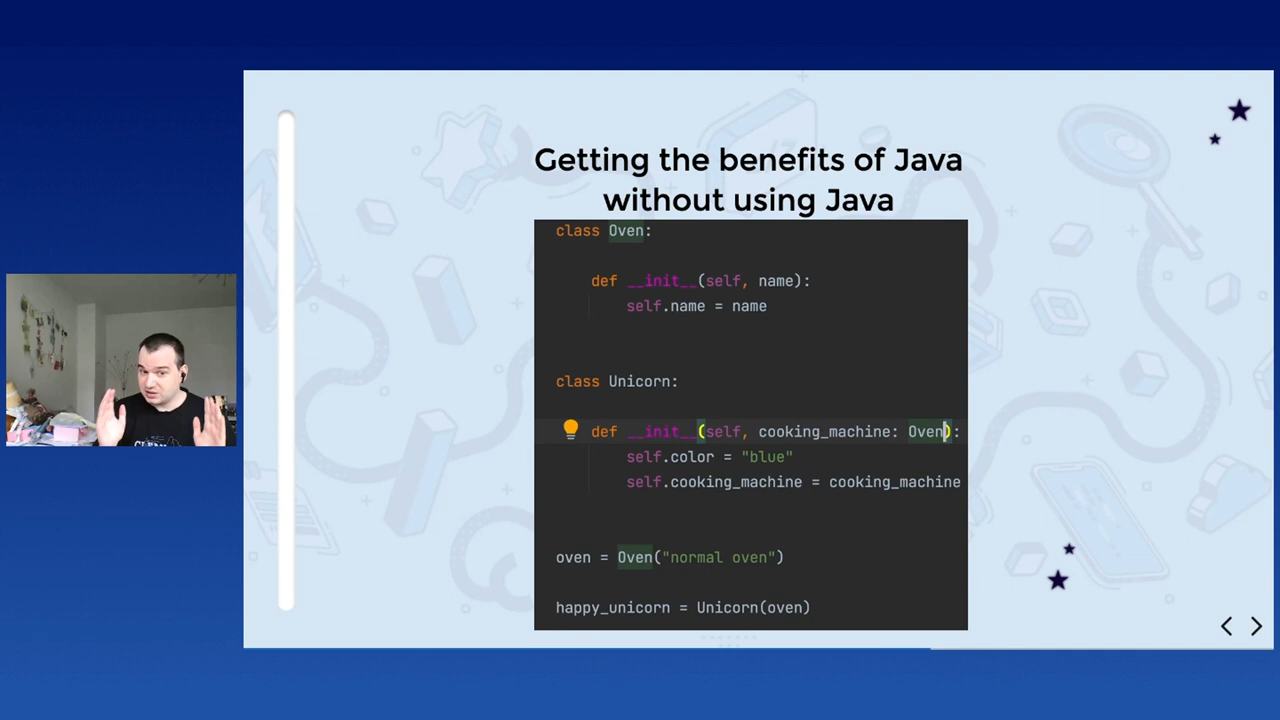 Getting the benefits of Java
without using Java
class Oven:
def __init__(self, name):
self.name = name
class Unicorn:
def __init__(self, cooking_machine: Oven):
self.color = "blue"
self.cooking_machine = cooking_machine
oven = Oven("normal oven")
happy_unicorn = Unicorn(oven)